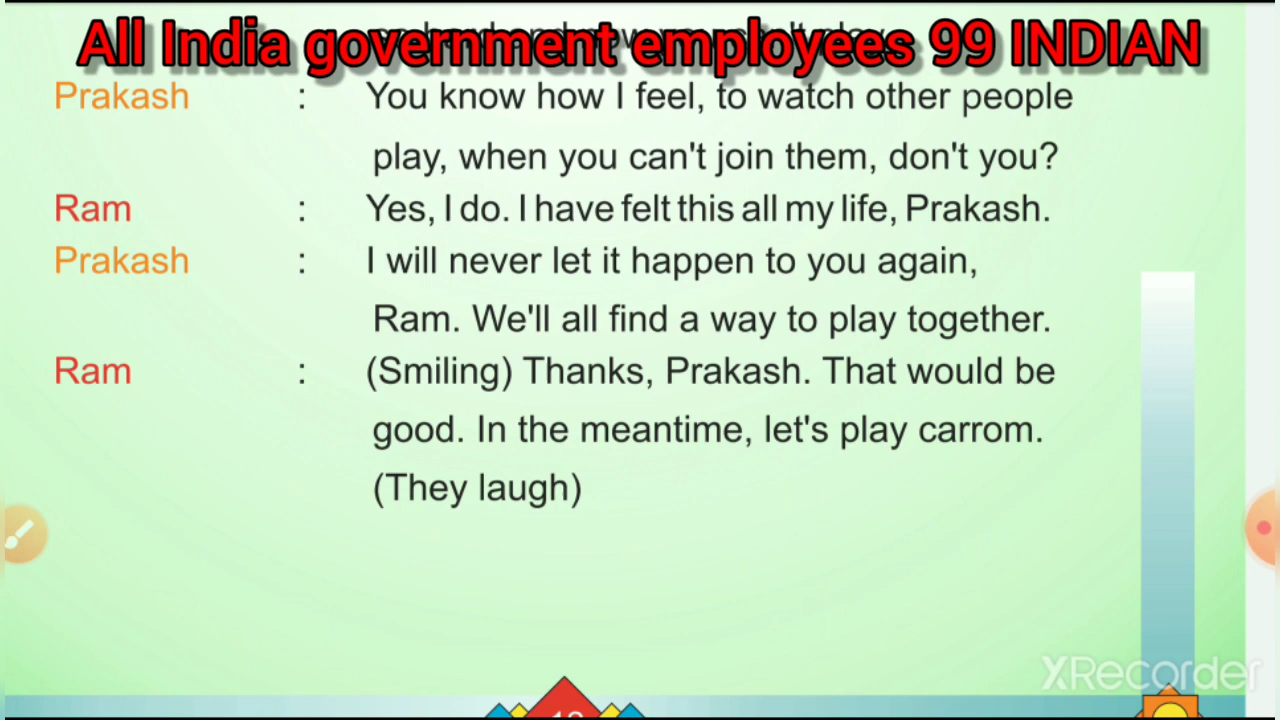 All India government employees 99 INDIAN
Prakash : You know how I feel, to watch other people
play, when you can't join them, don't you?
Ram : Yes, I do. I have felt this all my life, Prakash.
Prakash : I will never let it happen to you again,
Ram. We'll all find a way to play together.
Ram : (Smiling) Thanks, Prakash. That would be
good. In the meantime, let's play carrom.
(They laugh)
XRecorder